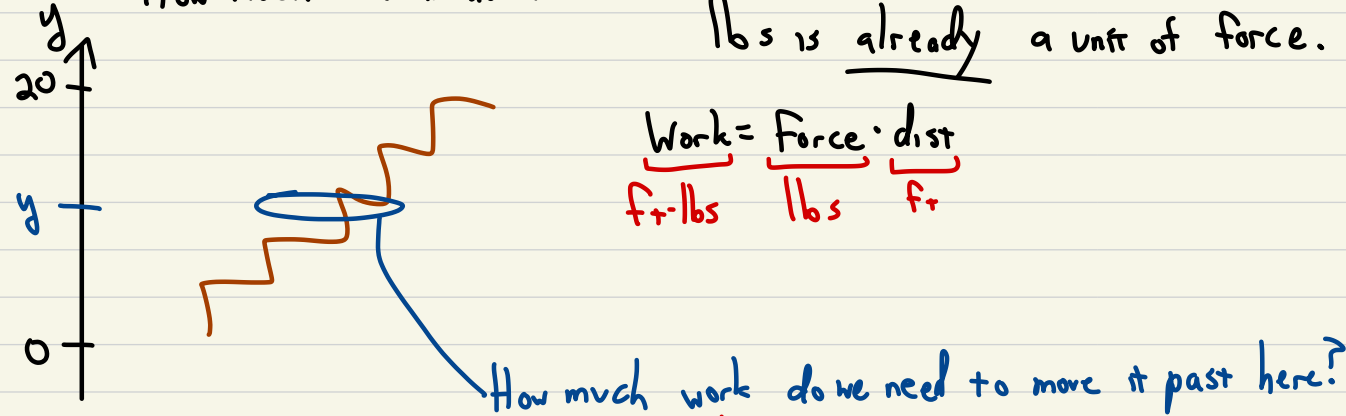 lbs is already a unit of force.
y
20
Work = Force · dist
ft-lbs lbs ft
y
0
How much work do we need to move it past here?